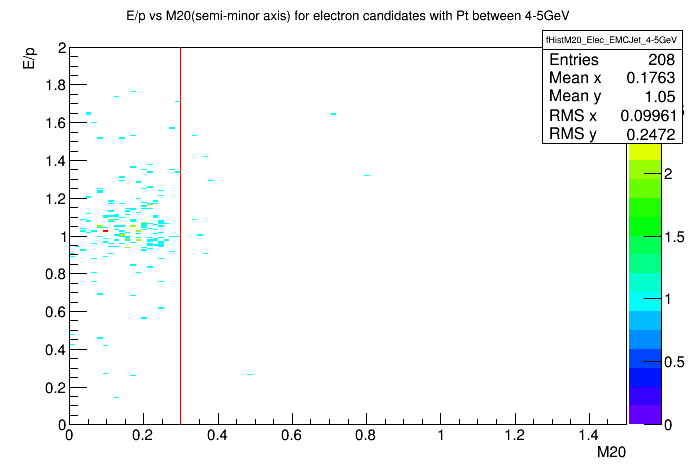 E/p vs M20(semi-minor axis) for electron candidates with Pt between 4-5GeV
fHistM20_Elec_EMCJet_4-5GeV
Entries 208
Mean x 0.1763
Mean y 1.05
RMS x 0.09961
RMS y 0.2472
E/p
2
1.8
1.6
1.4
1.2
1
0.8
0.6
0.4
0.2
0
0 0.2 0.4 0.6 0.8 1 1.2 1.4
M20
2
1.5
1
0.5
0